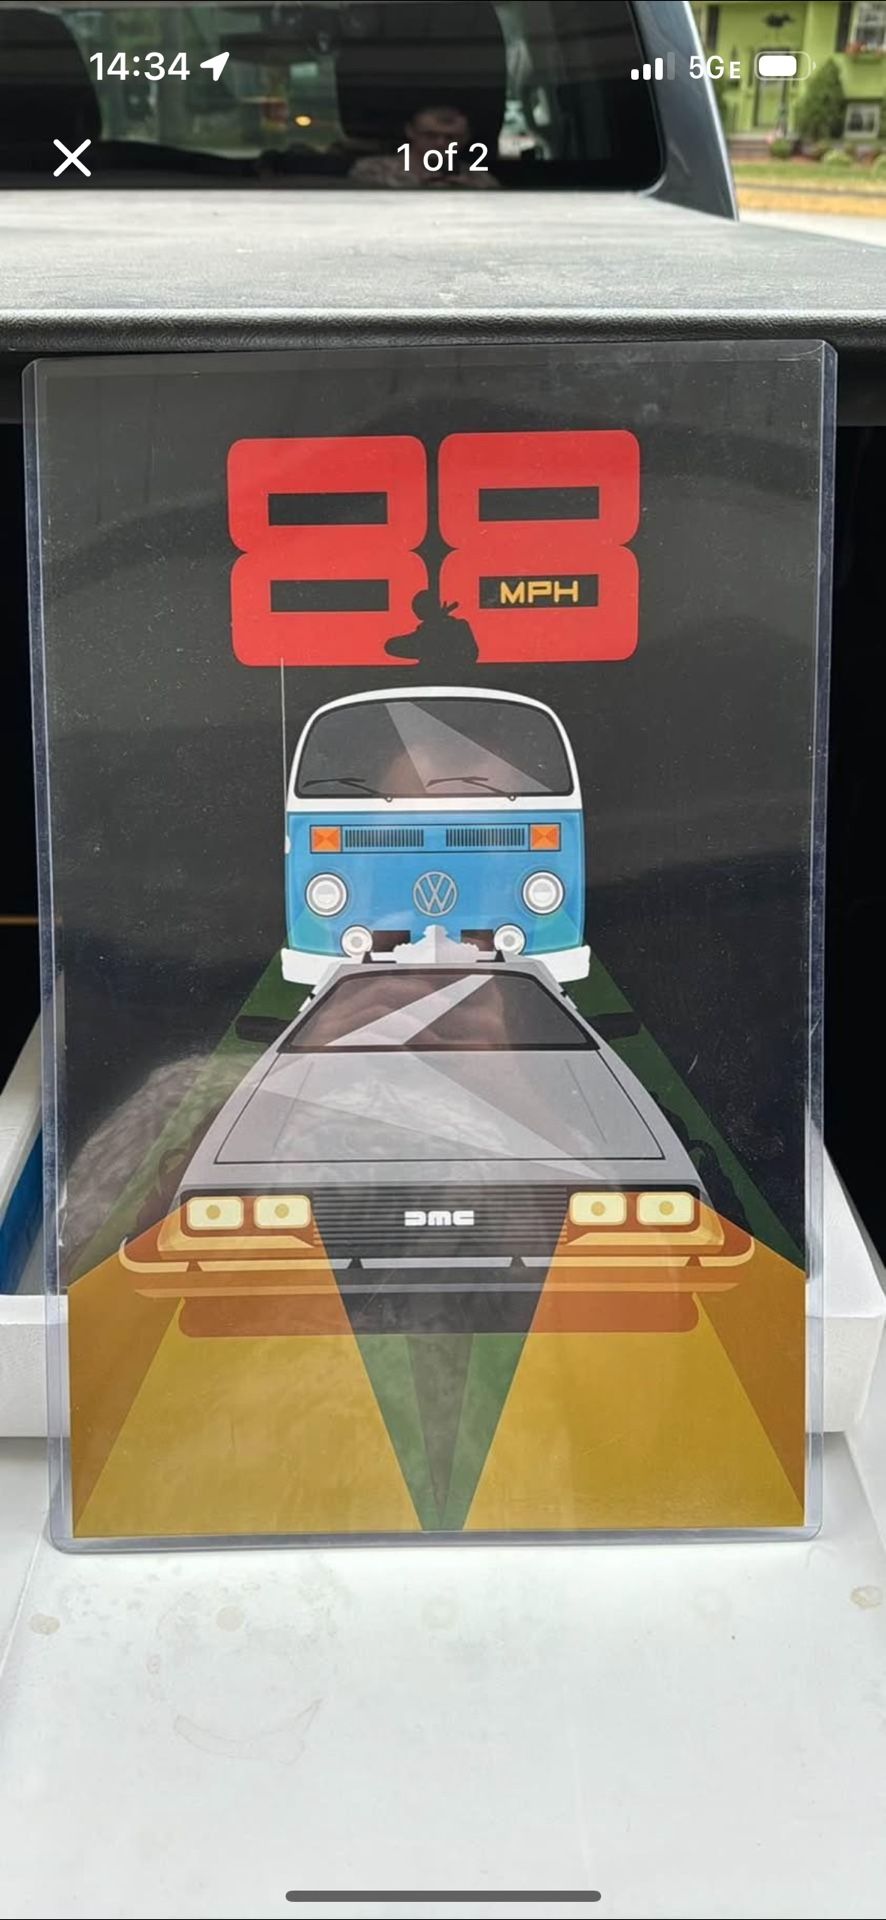 14:34
5GE
1 of 2
88
MPH
DMC